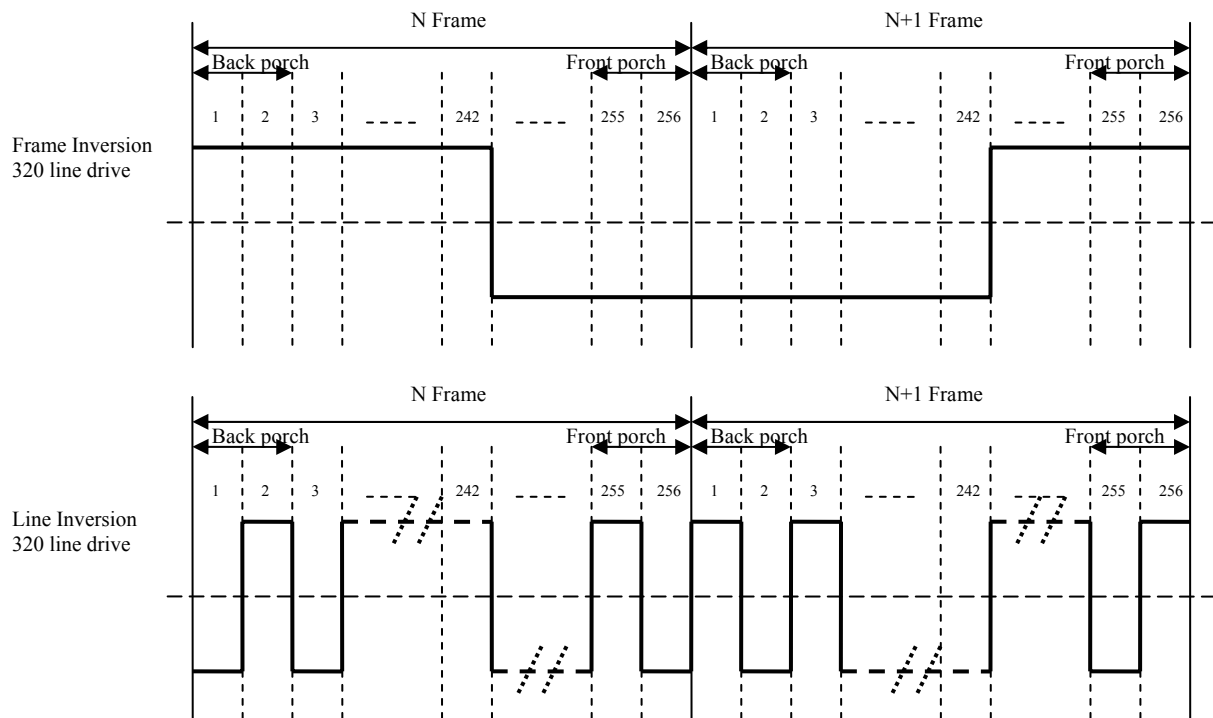 N Frame N+1 Frame
Back porch Front porch Back porch Front porch
1 2 3 242 255 256 1 2 3 242 255 256
Frame Inversion
320 line drive
N Frame N+1 Frame
Back porch Front porch Back porch Front porch
1 2 3 242 255 256 1 2 3 242 255 256
Line Inversion
320 line drive